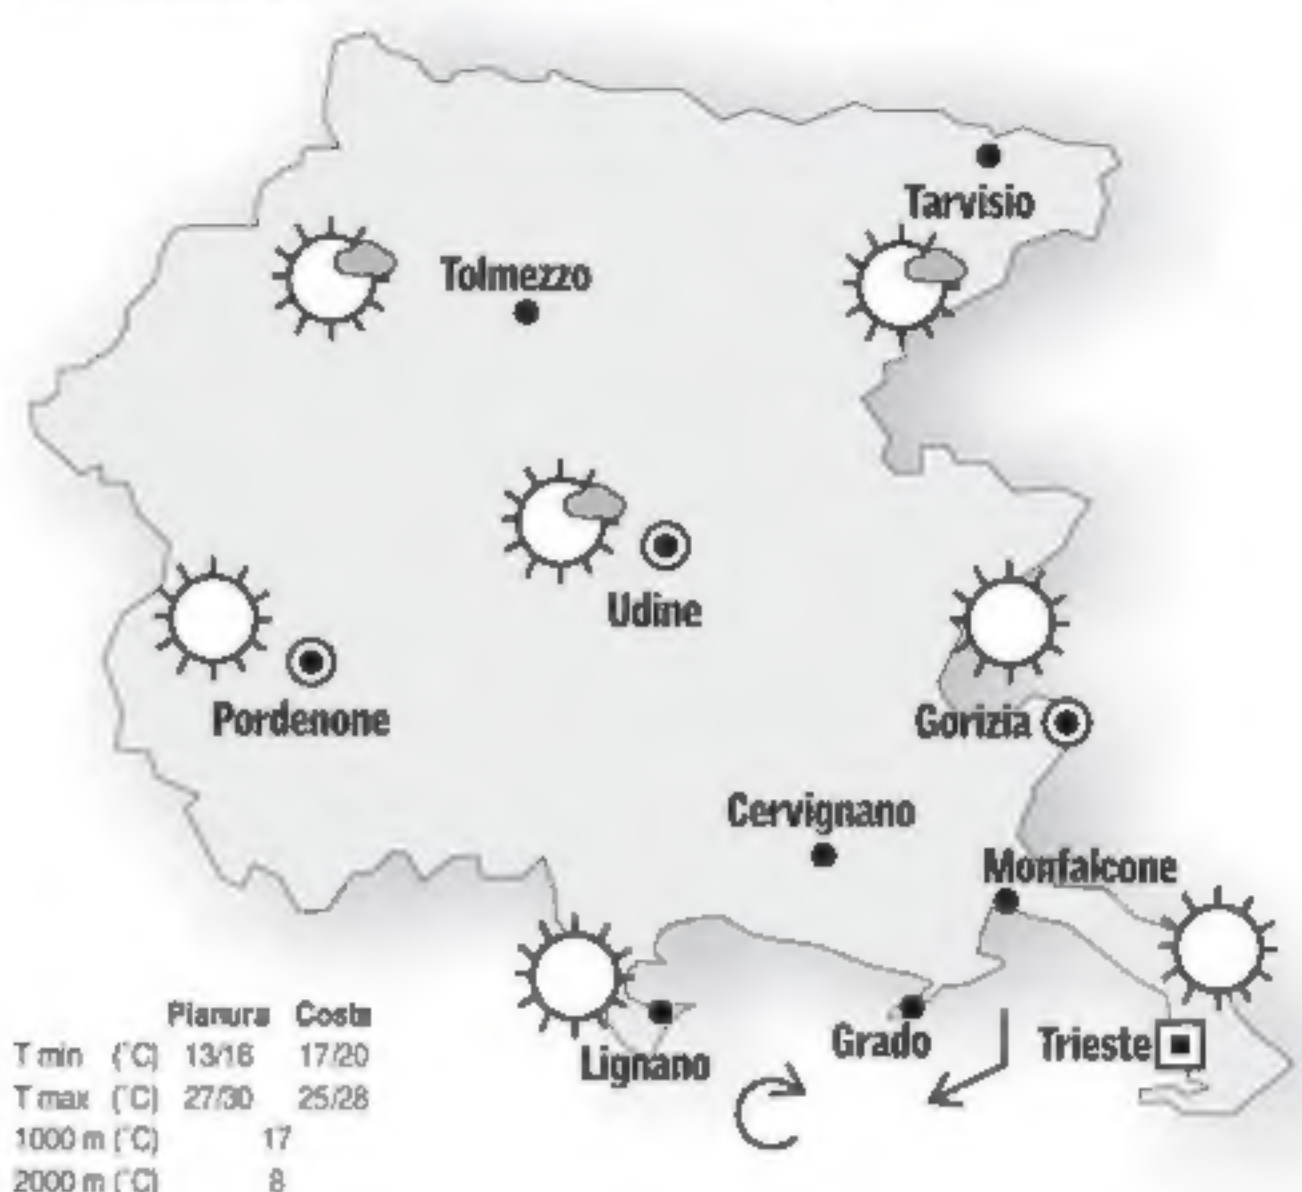 Tarvisio
Tolmezzo
Udine
Pordenone
Gorizia
Cervignano
Monfalcone
Grado
Trieste
Lignano
Pianura Costa
T min (°C) 13/16 17/20
T max (°C) 27/30 25/28
1000 m (°C) 17
2000 m (°C) 8